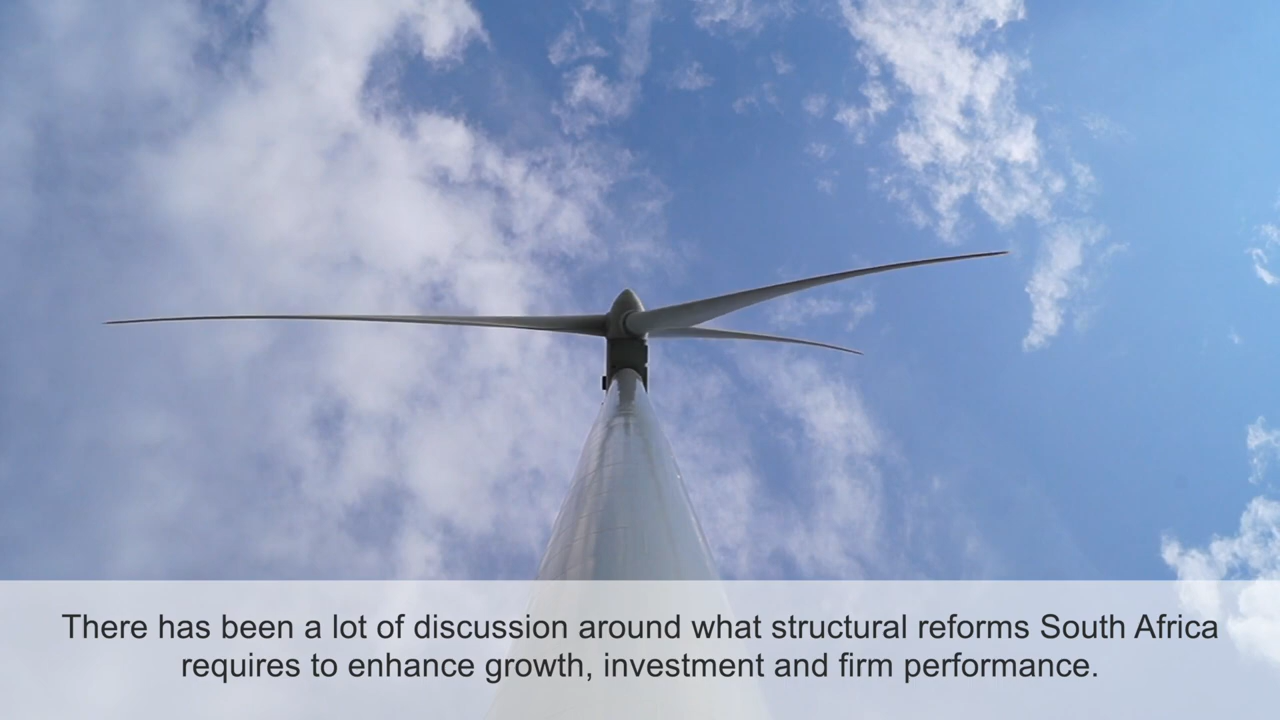 There has been a lot of discussion around what structural reforms South Africa
requires to enhance growth, investment and firm performance.